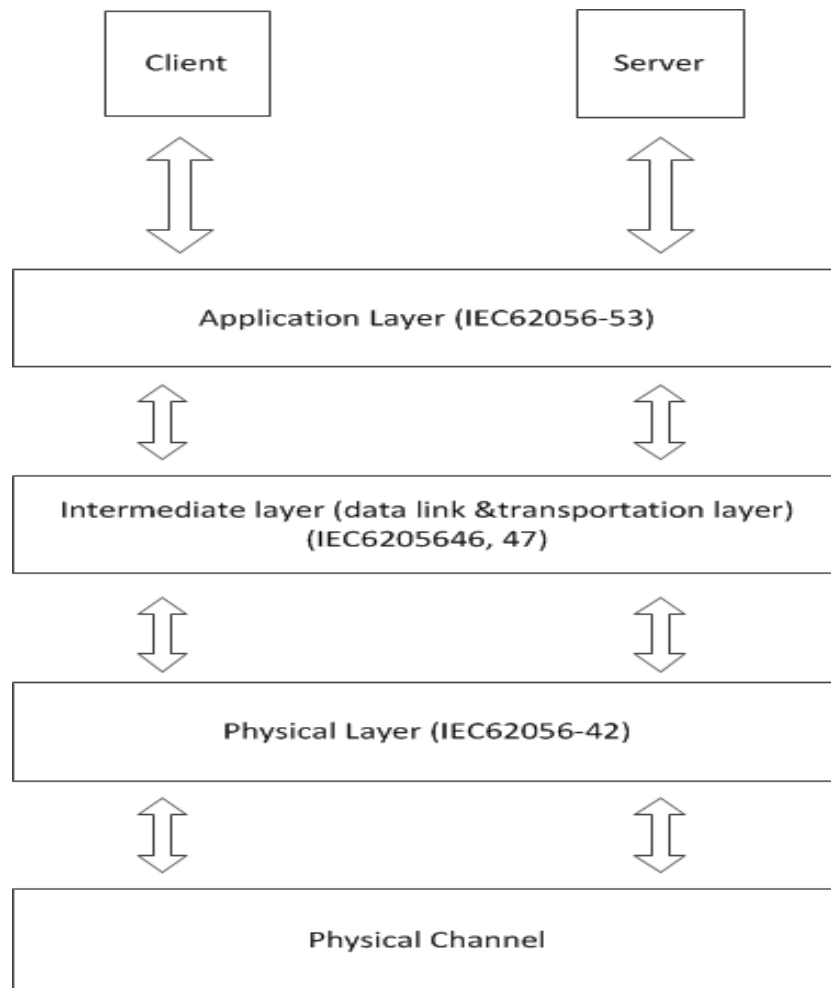 Client
Server
Application Layer (IEC62056-53)
Intermediate layer (data link &transportation layer)
(IEC6205646, 47)
Physical Layer (IEC62056-42)
Physical Channel